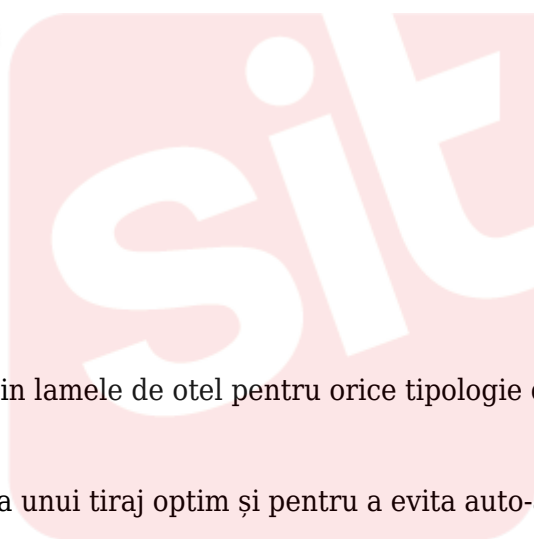 sit
in lamele de otel pentru orice tipologie
a unui tiraj optim și pentru a evita auto-